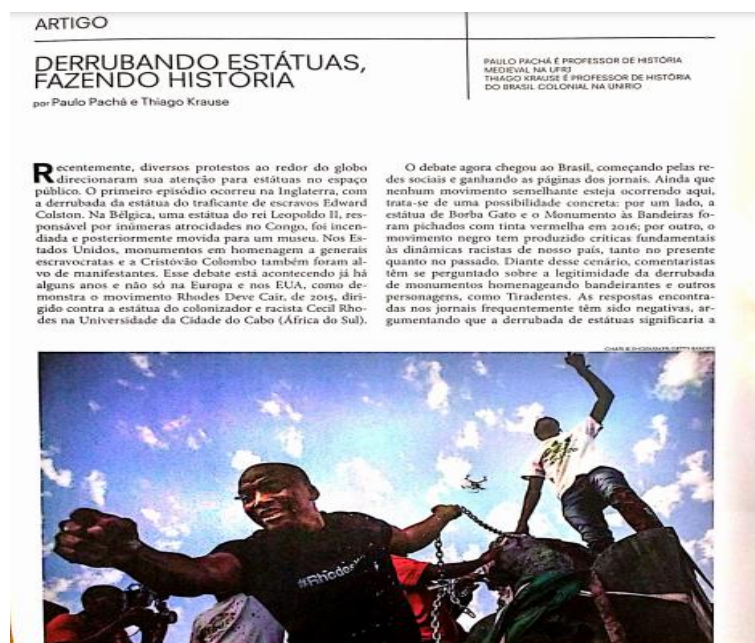 ARTIGO
DERRUBANDO ESTÁTUAS,
FAZENDO HISTÓRIA
por Paulo Pachá e Thiago Krause
PAULO PACHÁ É PROFESSOR DE HISTÓRIA
MEDIEVAL NA UFRJ
THIAGO KRAUSE É PROFESSOR DE HISTÓRIA
DO BRASIL COLONIAL NA UNIRIO
Recentemente, diversos protestos ao redor do globo
direcionaram sua atenção para estátuas no espaço
público. O primeiro episódio ocorreu na Inglaterra, com
a derrubada da estátua do traficante de escravos Edward
Colston. Na Bélgica, uma estátua do rei Leopoldo II, res-
ponsável por inúmeras atrocidades no Congo, foi incen-
diada e posteriormente movida para um museu. Nos Es-
tados Unidos, monumentos em homenagem a generais
escravocratas e a Cristóvão Colombo também foram al-
vo de manifestantes. Esse debate está acontecendo já há
alguns anos e não só na Europa e nos EUA, como de-
monstra o movimento Rhodes Deve Cair, de 2015, diri-
gido contra a estátua do colonizador e racista Cecil Rho-
des na Universidade da Cidade do Cabo (África do Sul).
O debate agora chegou ao Brasil, começando pelas re-
des sociais e ganhando as páginas dos jornais. Ainda que
nenhum movimento semelhante esteja ocorrendo aqui,
trata-se de uma possibilidade concreta: por um lado, a
estátua de Borba Gato e o Monumento às Bandeiras fo-
ram pichados com tinta vermelha em 2016; por outro, o
movimento negro tem produzido críticas fundamentais
às dinâmicas racistas de nosso país, tanto no presente
quanto no passado. Diante desse cenário, comentaristas
têm se perguntado sobre a legitimidade da derrubada
de monumentos homenageando bandeirantes e outros
personagens, como Tiradentes. As respostas encontra-
das nos jornais frequentemente têm sido negativas, ar-
gumentando que a derrubada de estátuas significaria a
#Rhodes